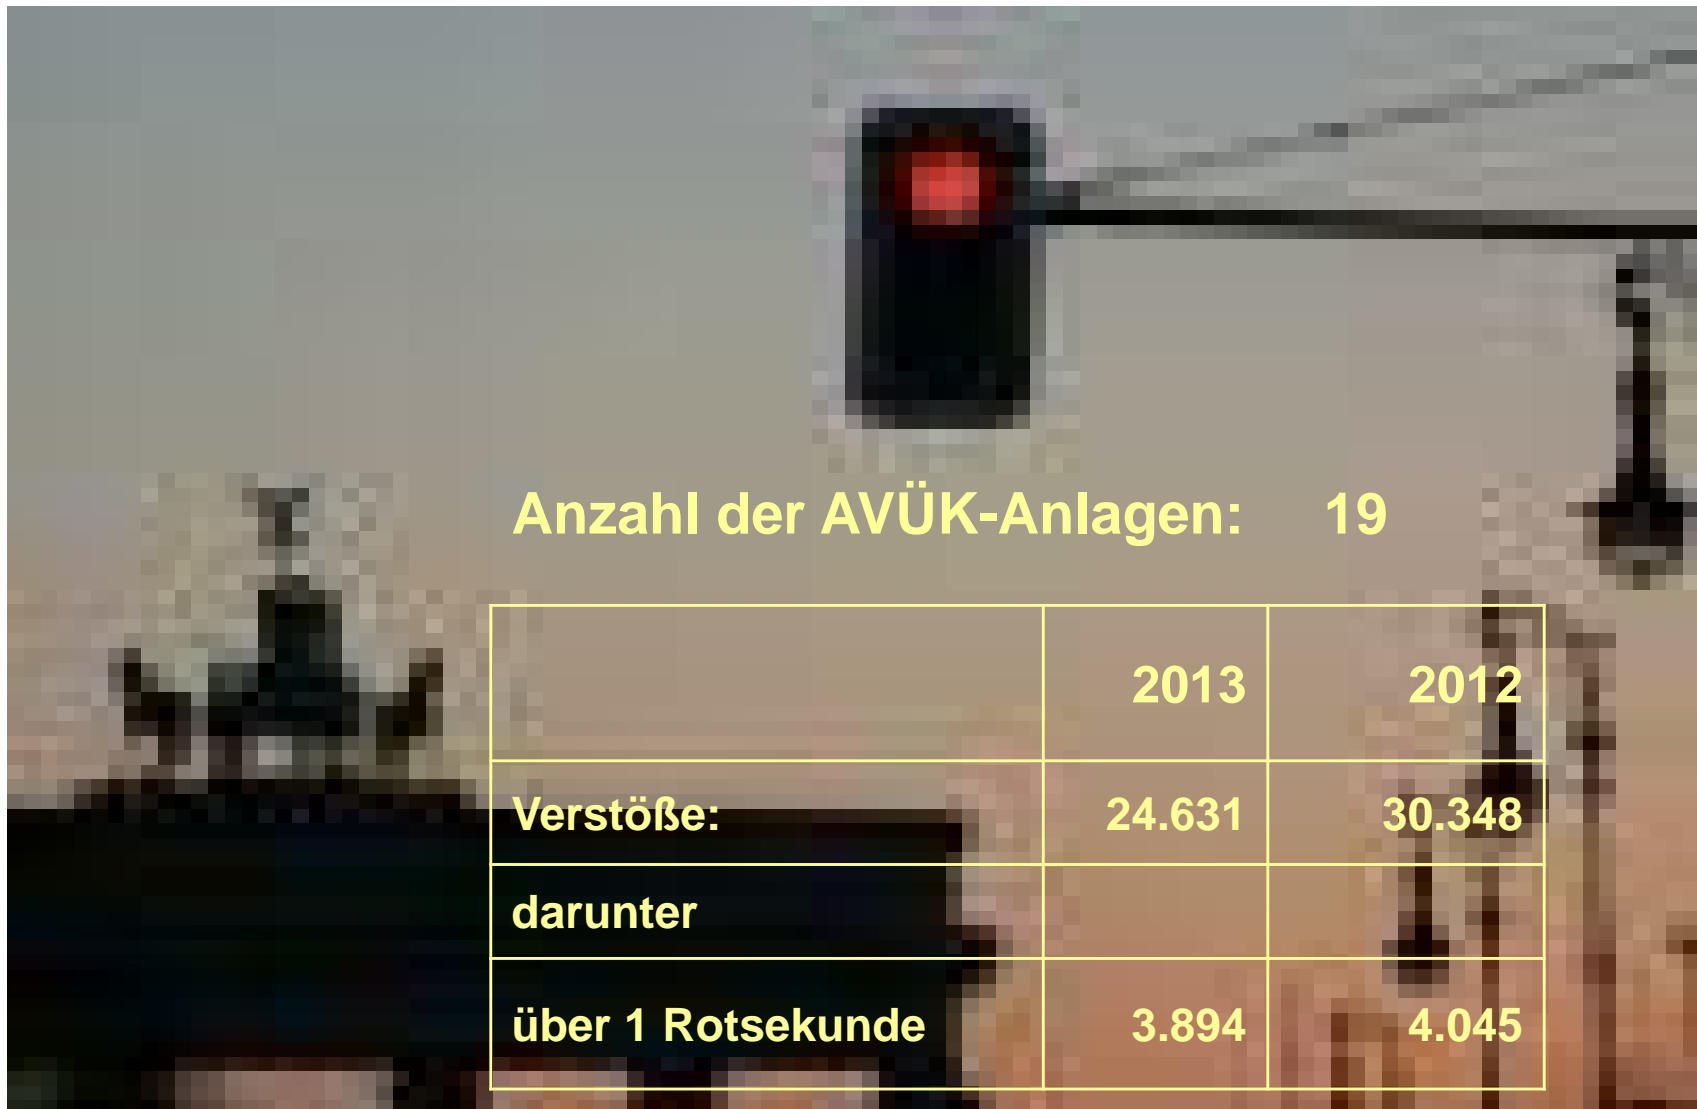 Anzahl der AVÜK-Anlagen: 19
2013 2012
Verstöße: 24.631 30.348
darunter
über 1 Rotsekunde 3.894 4.045